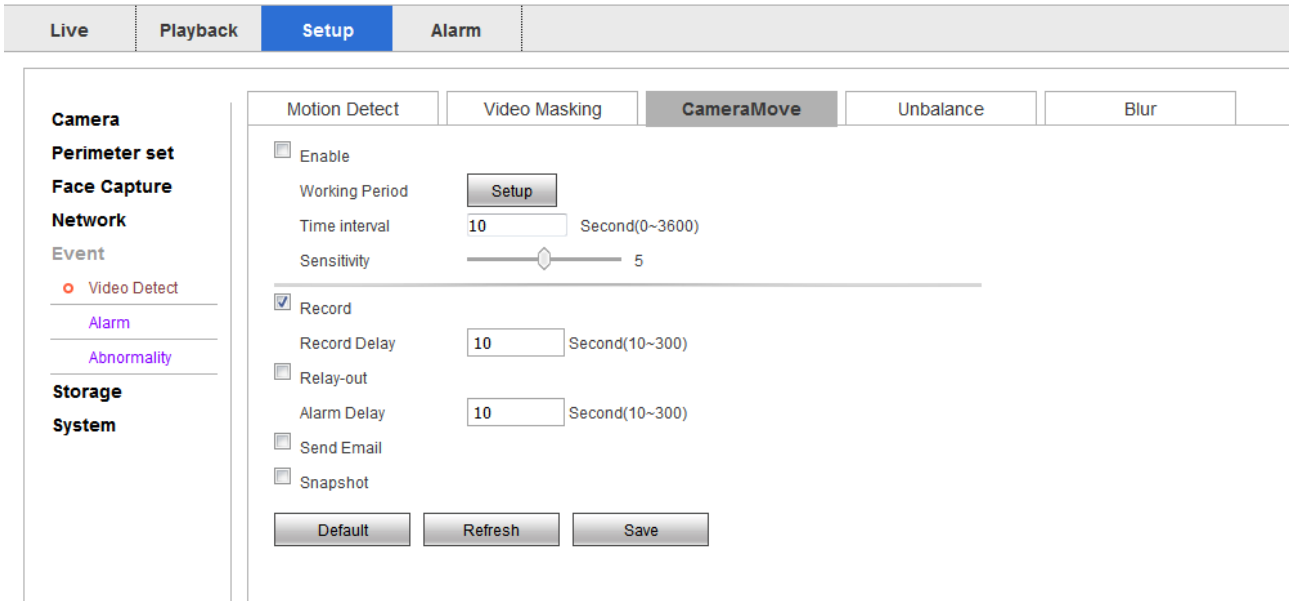 Live Playback Setup Alarm
Motion Detect Video Masking CameraMove Unbalance Blur
Camera
Perimeter set
Face Capture
Network
Event
Video Detect
Alarm
Abnormality
Storage
System
Enable
Working Period Setup
Time interval 10 Second(0~3600)
Sensitivity 5
Record
Record Delay 10 Second(10~300)
Relay-out
Alarm Delay 10 Second(10~300)
Send Email
Snapshot
Default Refresh Save